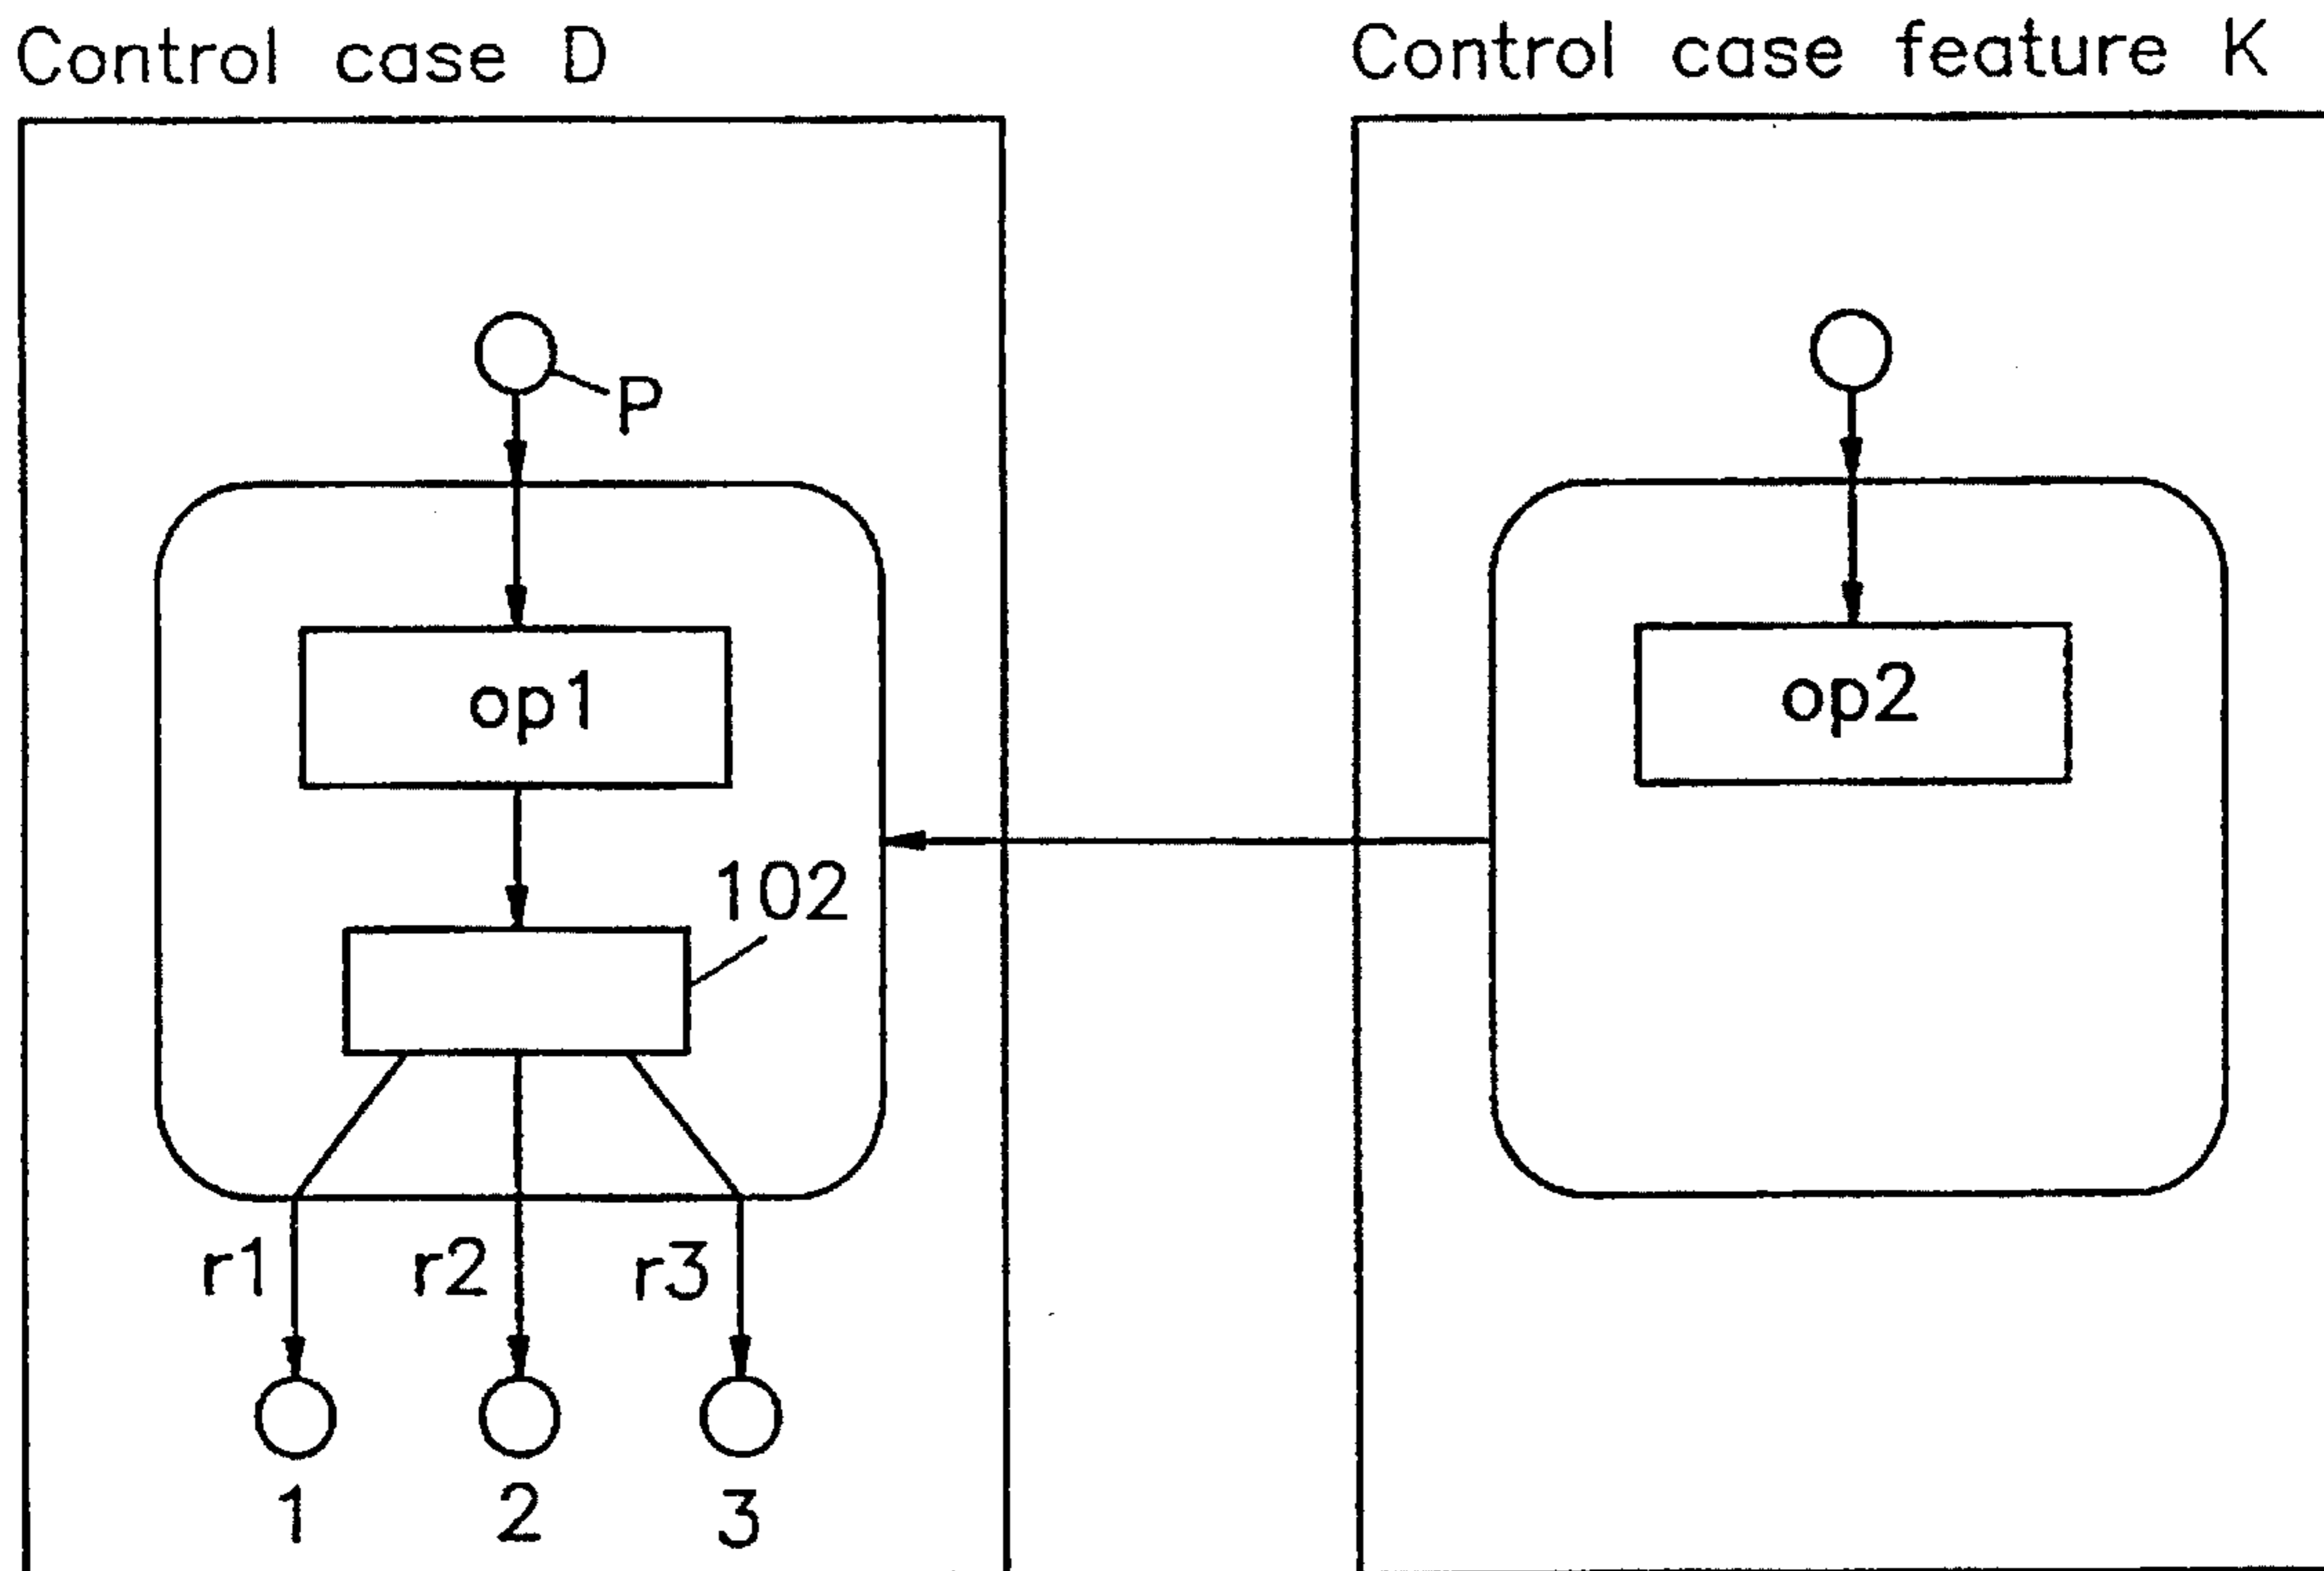 Control case D
Control case feature K
P
op1
op2
102
r1
r2
r3
1
2
3